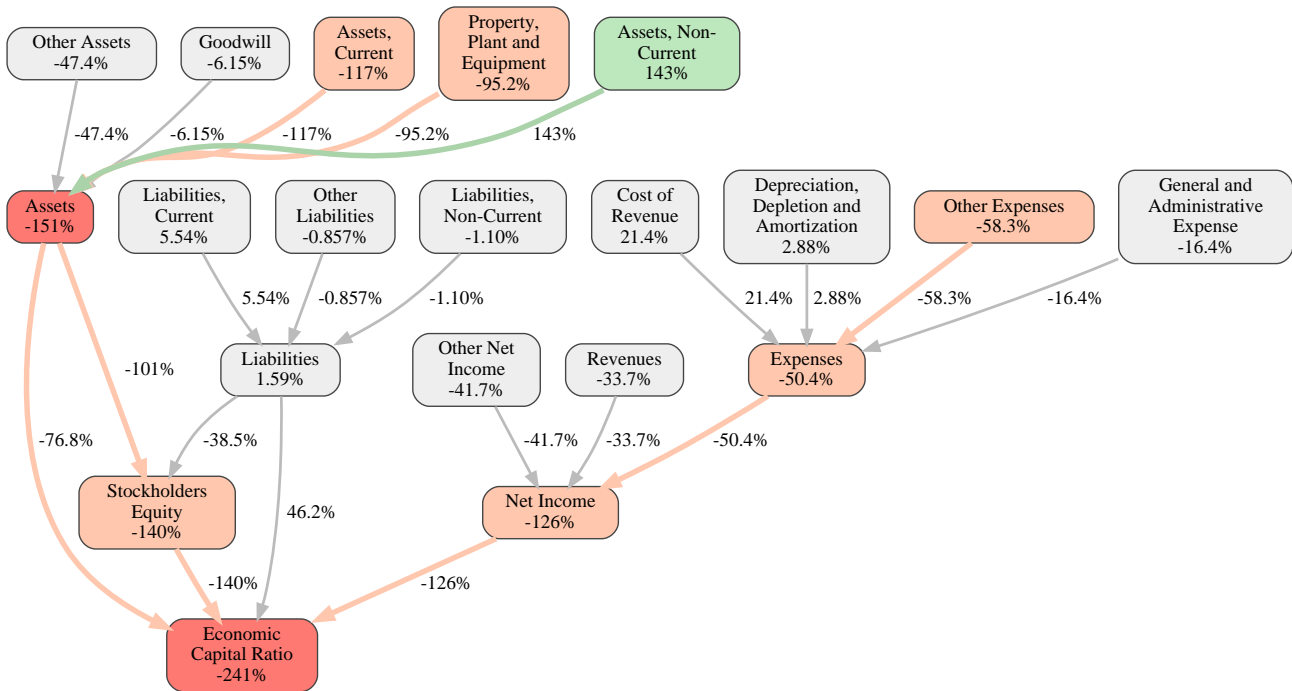 Other Assets
-47.4%
Goodwill
-6.15%
Assets,
Current
-117%
Property,
Plant and
Equipment
-95.2%
Assets, Non-
Current
143%
-47.4%
-6.15%
-117%
-95.2%
143%
Assets
-151%
Liabilities,
Current
5.54%
Other
Liabilities
-0.857%
Liabilities,
Non-Current
-1.10%
Cost of
Revenue
21.4%
Depreciation,
Depletion and
Amortization
2.88%
Other Expenses
-58.3%
General and
Administrative
Expense
-16.4%
5.54%
-0.857%
-1.10%
21.4%
2.88%
-58.3%
-16.4%
-101%
Liabilities
1.59%
Other Net
Income
-41.7%
Revenues
-33.7%
Expenses
-50.4%
-76.8%
-38.5%
-41.7%
-33.7%
-50.4%
Stockholders
Equity
-140%
46.2%
Net Income
-126%
-140%
-126%
Economic
Capital Ratio
-241%